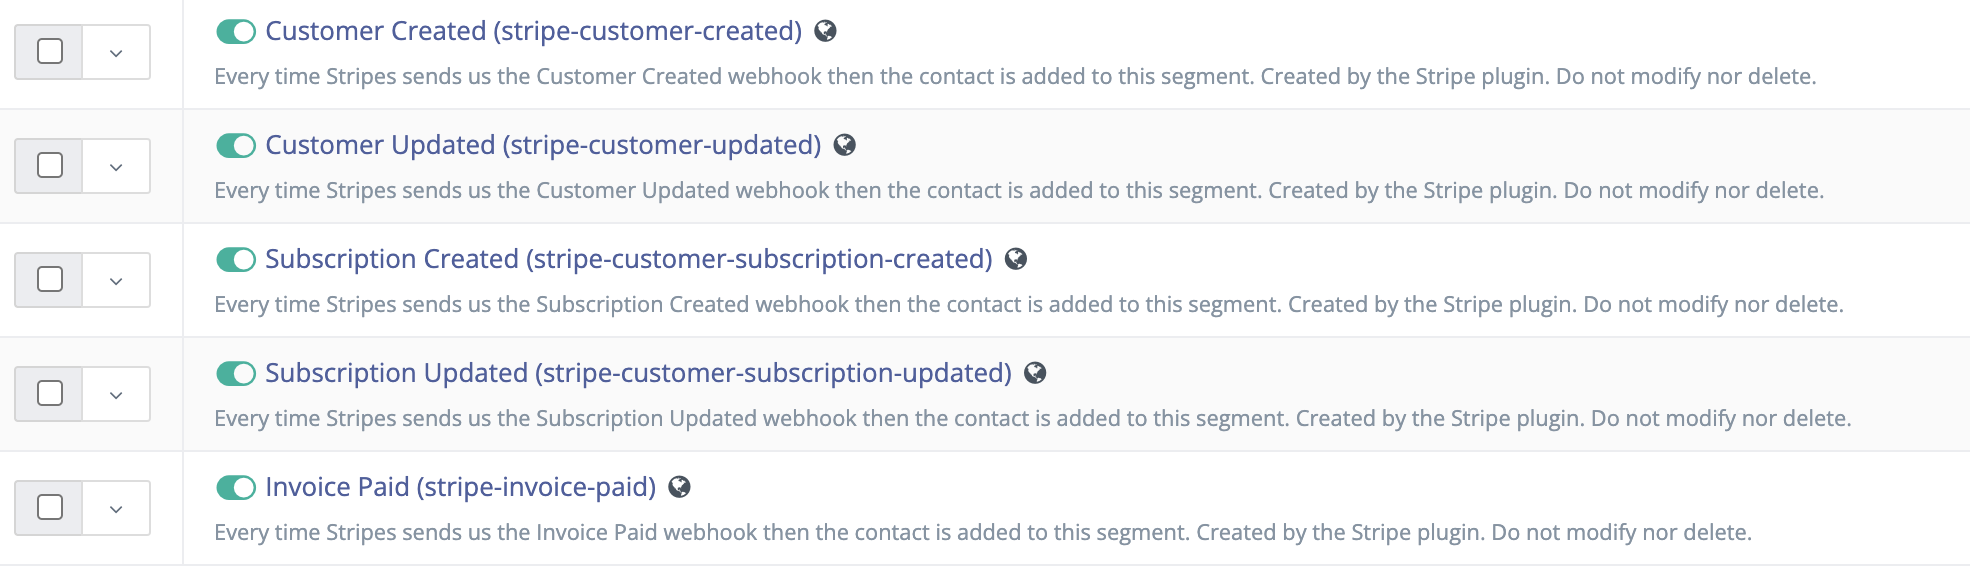 Customer Created (stripe-customer-created)
Every time Stripes sends us the Customer Created webhook then the contact is added to this segment. Created by the Stripe plugin. Do not modify nor delete.
Customer Updated (stripe-customer-updated)
Every time Stripes sends us the Customer Updated webhook then the contact is added to this segment. Created by the Stripe plugin. Do not modify nor delete.
Subscription Created (stripe-customer-subscription-created)
Every time Stripes sends us the Subscription Created webhook then the contact is added to this segment. Created by the Stripe plugin. Do not modify nor delete.
Subscription Updated (stripe-customer-subscription-updated)
Every time Stripes sends us the Subscription Updated webhook then the contact is added to this segment. Created by the Stripe plugin. Do not modify nor delete.
Invoice Paid (stripe-invoice-paid)
Every time Stripes sends us the Invoice Paid webhook then the contact is added to this segment. Created by the Stripe plugin. Do not modify nor delete.